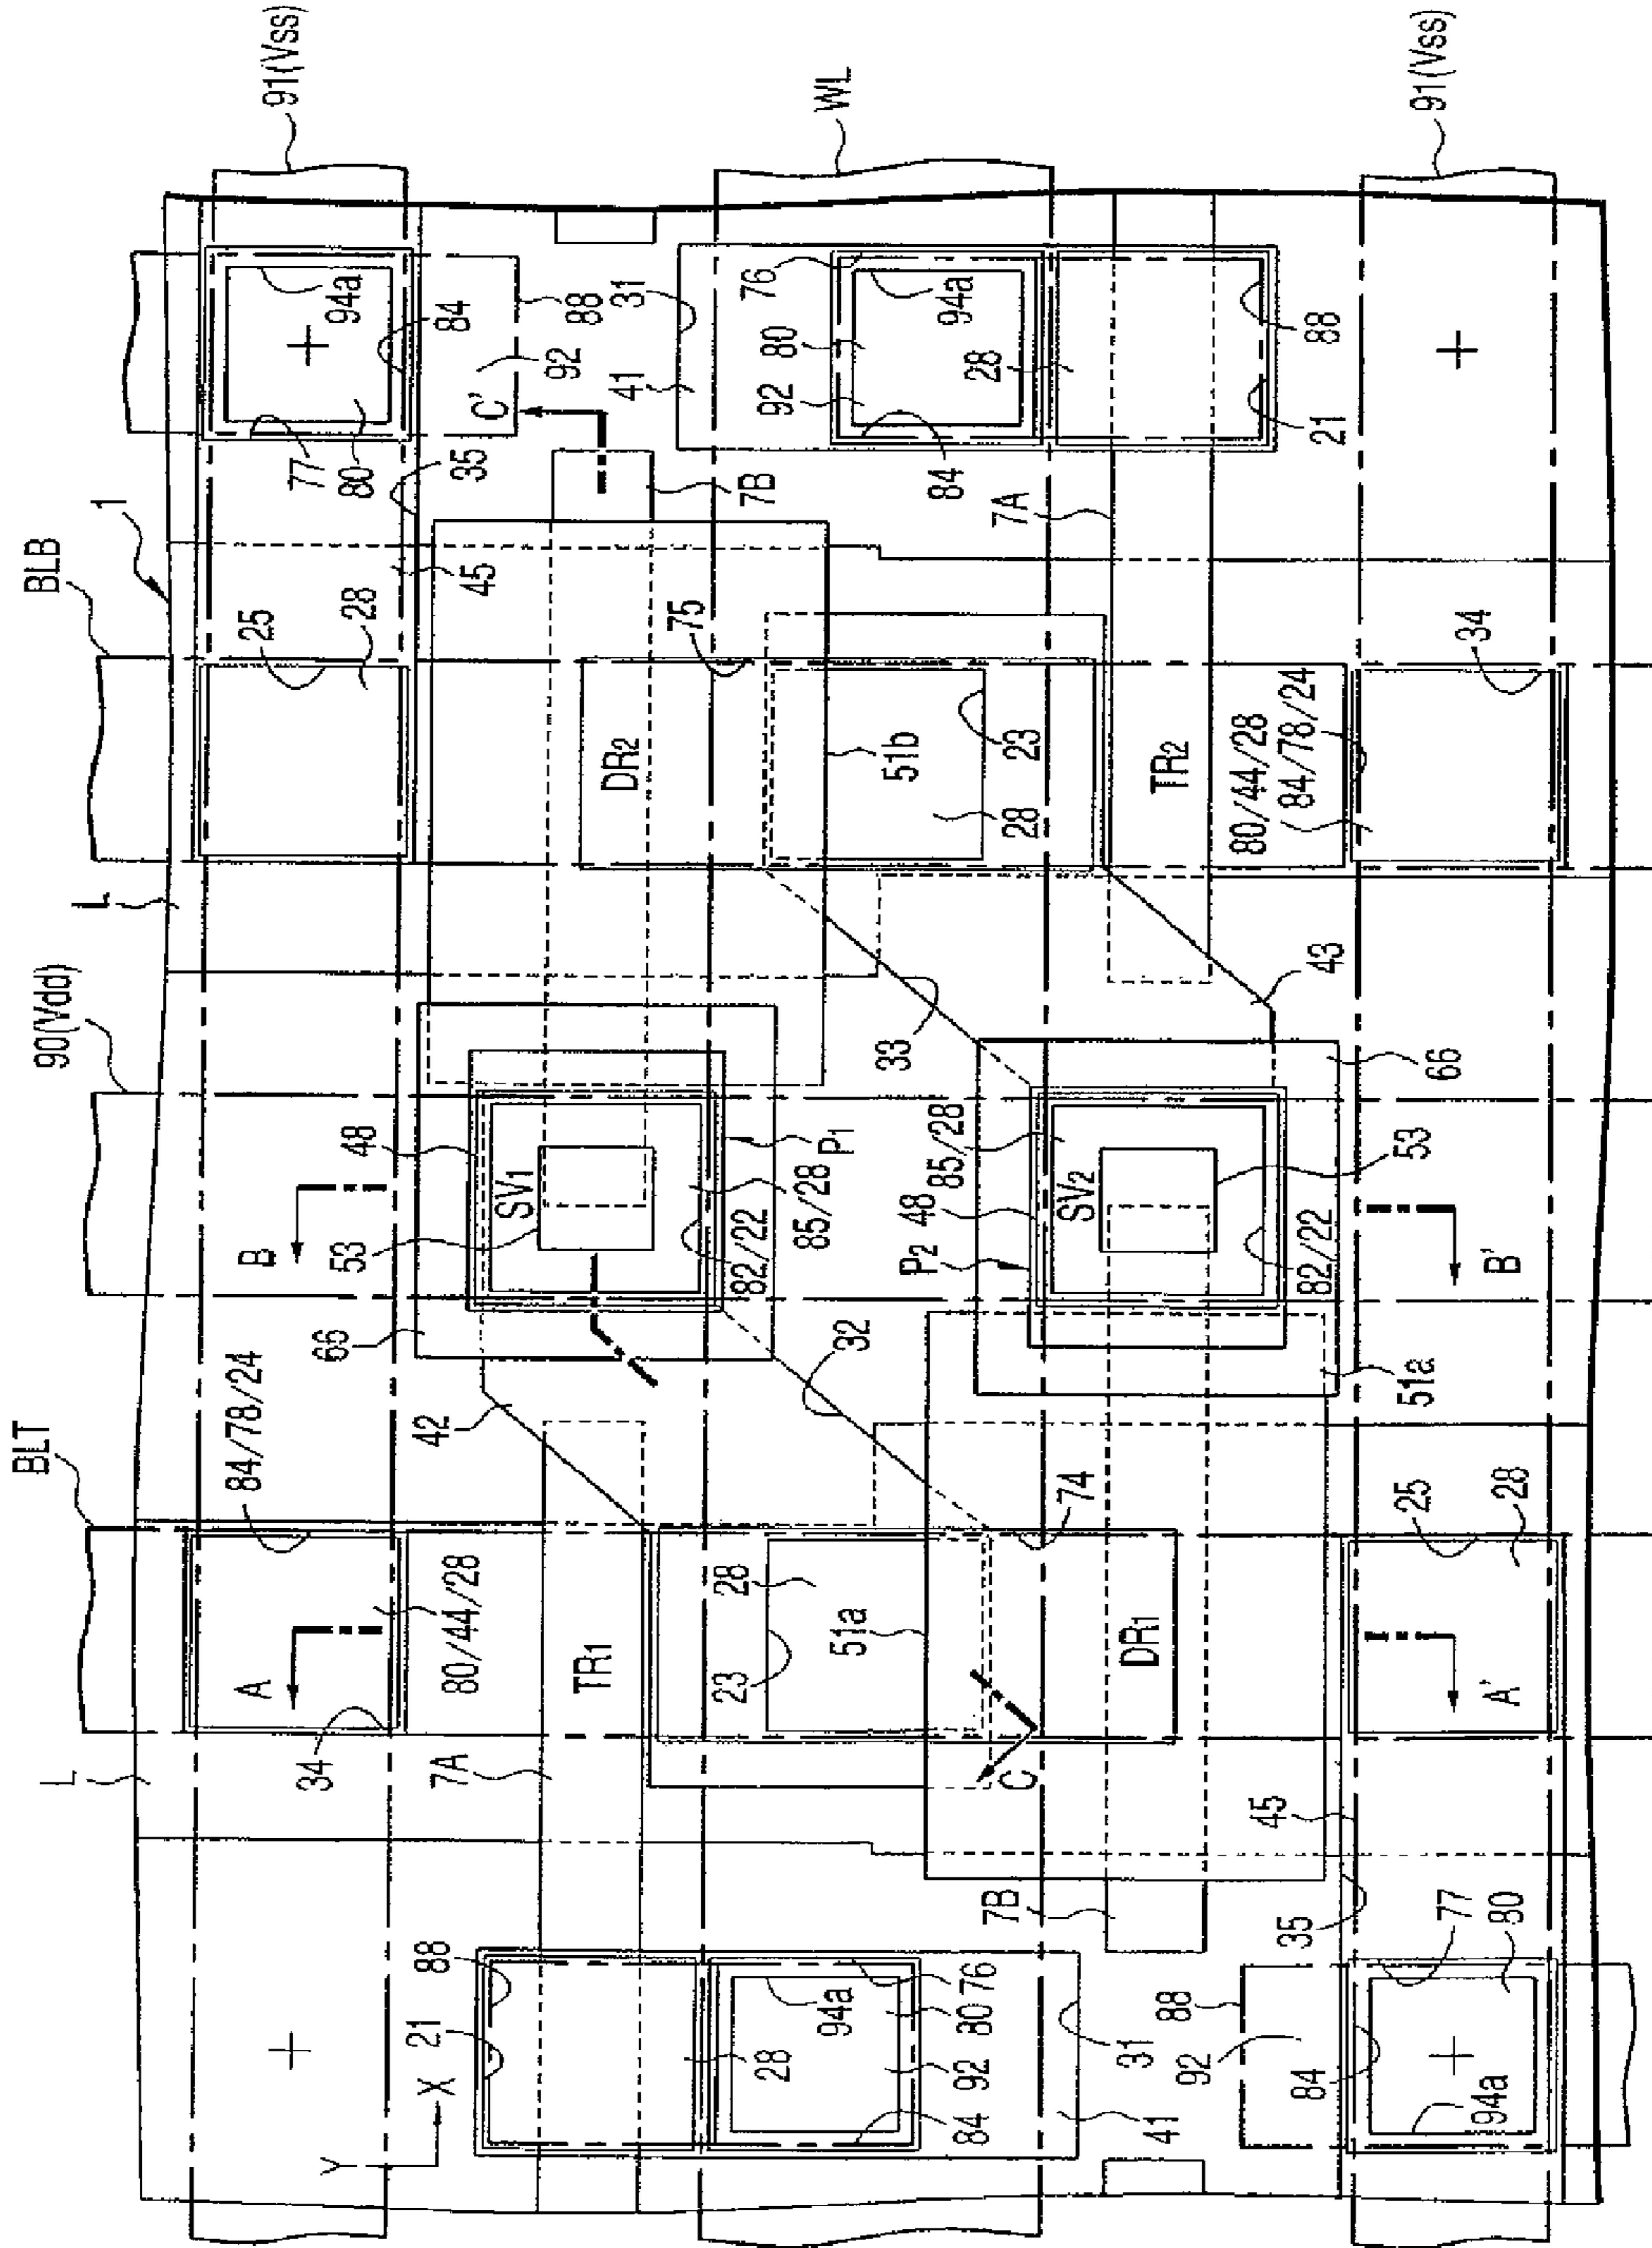 BLT
90(Vdd)
L
L
BLB
1
A
34
84/78/24
B
25
28
91(Vss)
94a
84
77
80
35
45
88
92
C'
Y
X
21
88
7A
80/44/28
42
66
53
48
SV1
P1
82/22
85/28
TR1
DR2
7B
31
41
28
23
28
51a
32
33
75
51b
23
28
76
94a
80
92
84
WL
94a
76
80
92
84
41
31
C
74
P2
48
85/28
SV2
53
82/22
66
43
7A
28
88
21
7B
DR1
51a
TR2
80/44/28
84/78/24
34
35
45
A'
25
28
B'
91(Vss)
88
92
84
77
80
94a